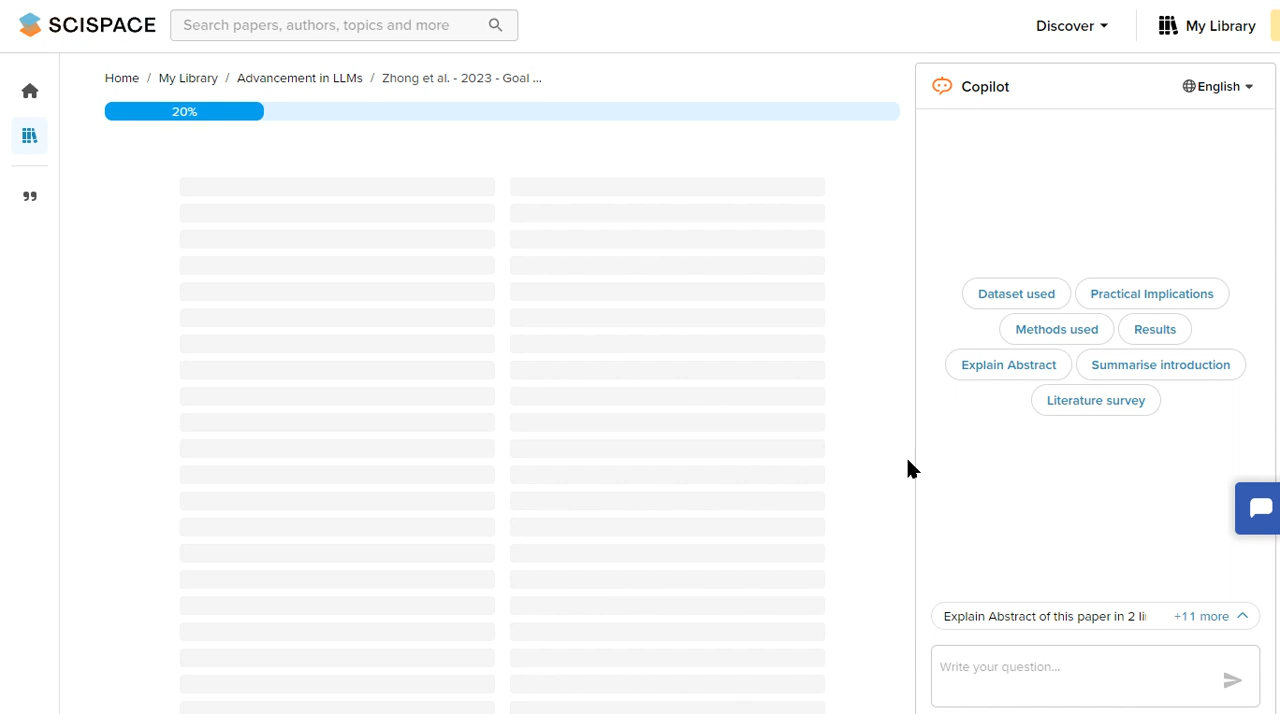 SCISPACE
Search papers, authors, topics and more
Discover
My Library
Home / My Library / Advancement in LLMs / Zhong et al. - 2023 - Goal ...
20%
Copilot
English
Dataset used
Practical Implications
Methods used
Results
Explain Abstract
Summarise introduction
Literature survey
Explain Abstract of this paper in 2 li
+11 more
Write your question...